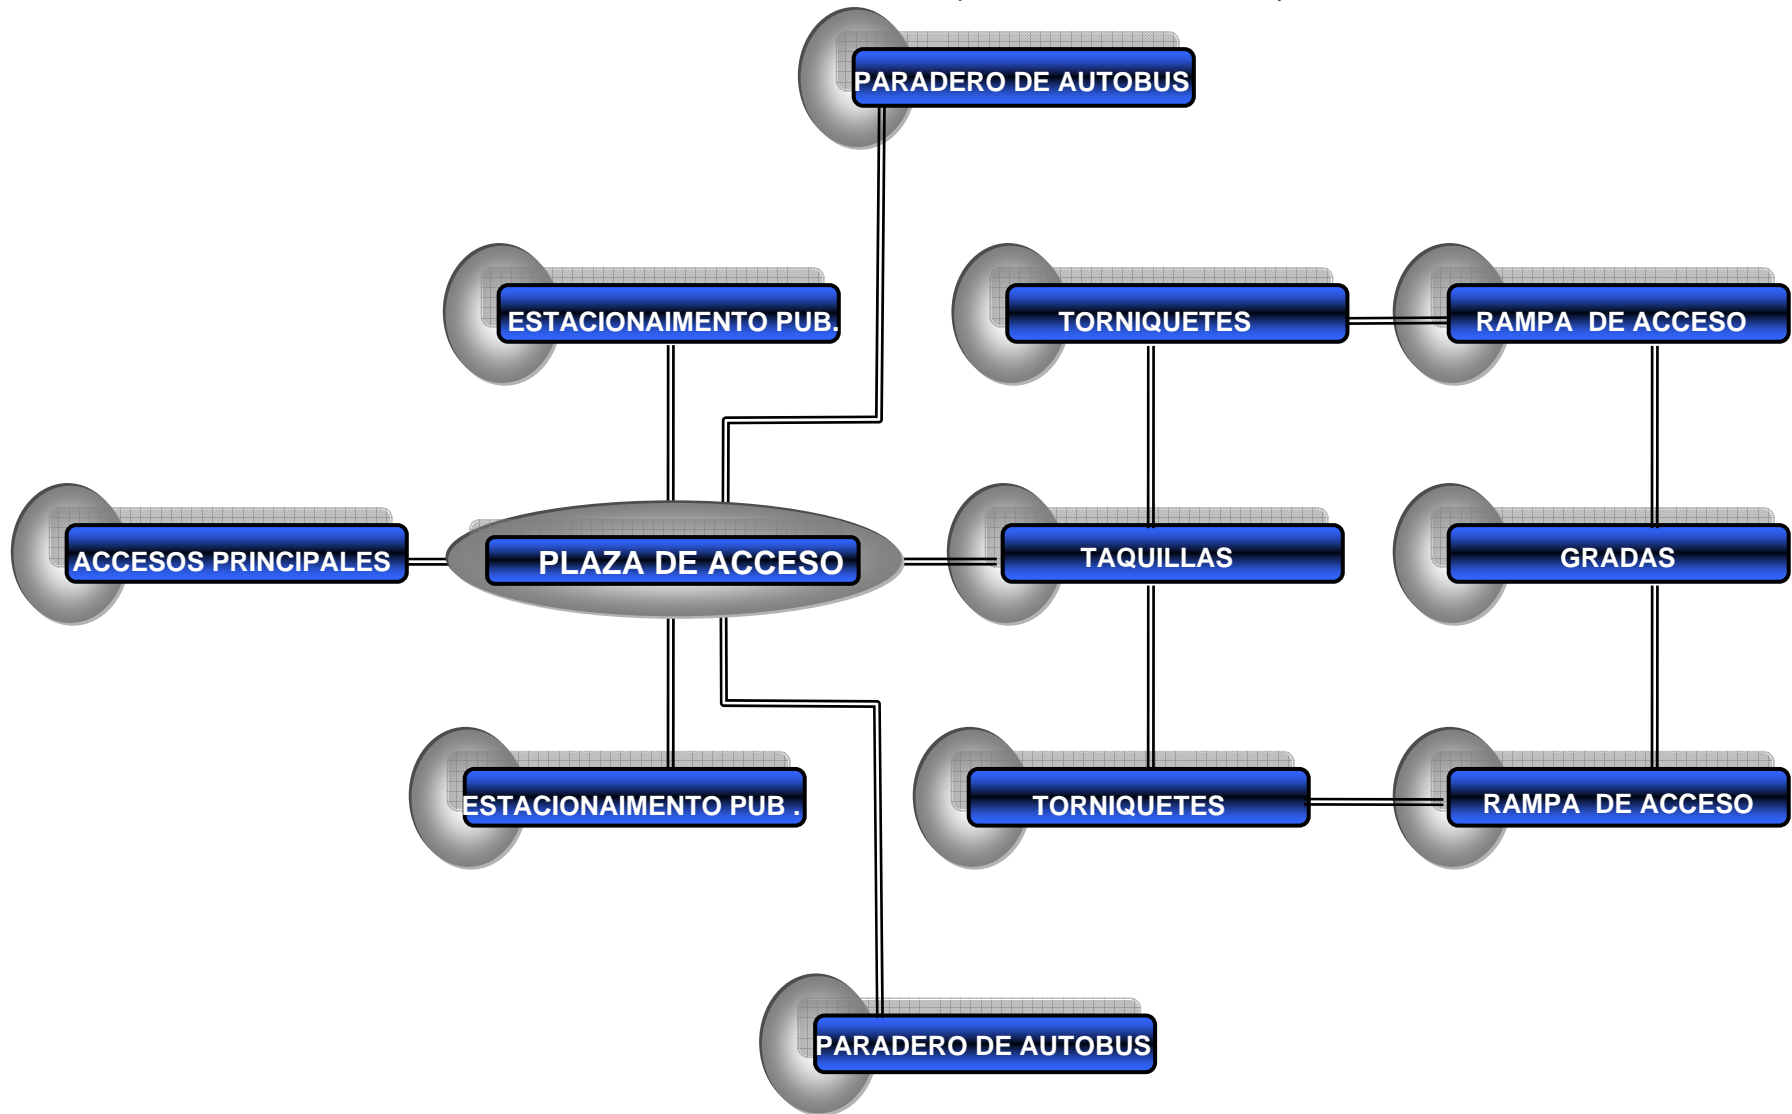 PARADERO DE AUTOBUS
ESTACIONAIMENTO PUB.
TORNIQUETES
RAMPA DE ACCESO
ACCESOS PRINCIPALES
PLAZA DE ACCESO
TAQUILLAS
GRADAS
ESTACIONAIMENTO PUB .
TORNIQUETES
RAMPA DE ACCESO
PARADERO DE AUTOBUS